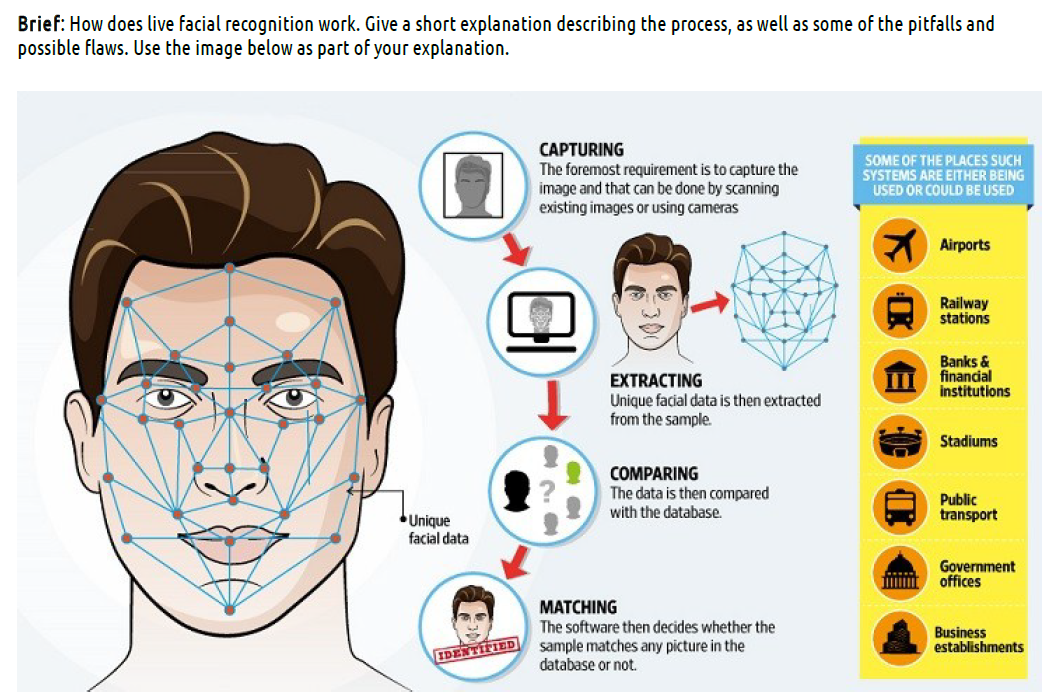 Brief: How does live facial recognition work. Give a short explanation describing the process, as well as some of the pitfalls and
possible flaws. Use the image below as part of your explanation.
CAPTURING
The foremost requirement is to capture the
image and that can be done by scanning
existing images or using cameras
EXTRACTING
Unique facial data is then extracted
from the sample.
COMPARING
The data is then compared
with the database.
?
Unique
facial data
MATCHING
The software then decides whether the
sample matches any picture in the
database or not.
IDENTIFIED
SOME OF THE PLACES SUCH
SYSTEMS ARE EITHER BEING
USED OR COULD BE USED
Airports
Railway
stations
Banks &
financial
institutions
Stadiums
Public
transport
Government
offices
Business
establishments